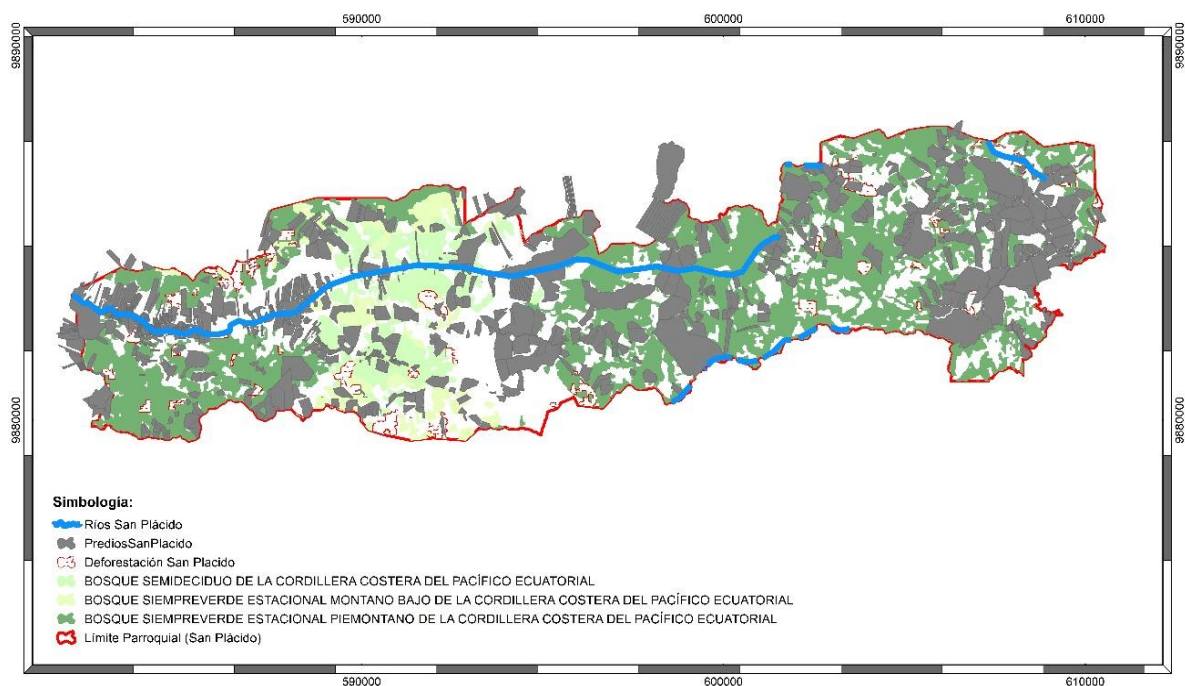 590000
600000
610000
9890000
9890000
9880000
9880000
Simbología:
Ríos San Plácido
PrediosSanPlacido
Deforestación San Placido
BOSQUE SEMIDECIDUO DE LA CORDILLERA COSTERA DEL PACÍFICO ECUATORIAL
BOSQUE SIEMPREVERDE ESTACIONAL MONTANO BAJO DE LA CORDILLERA COSTERA DEL PACÍFICO ECUATORIAL
BOSQUE SIEMPREVERDE ESTACIONAL PIEMONTANO DE LA CORDILLERA COSTERA DEL PACÍFICO ECUATORIAL
Límite Parroquial (San Plácido)
590000
600000
610000